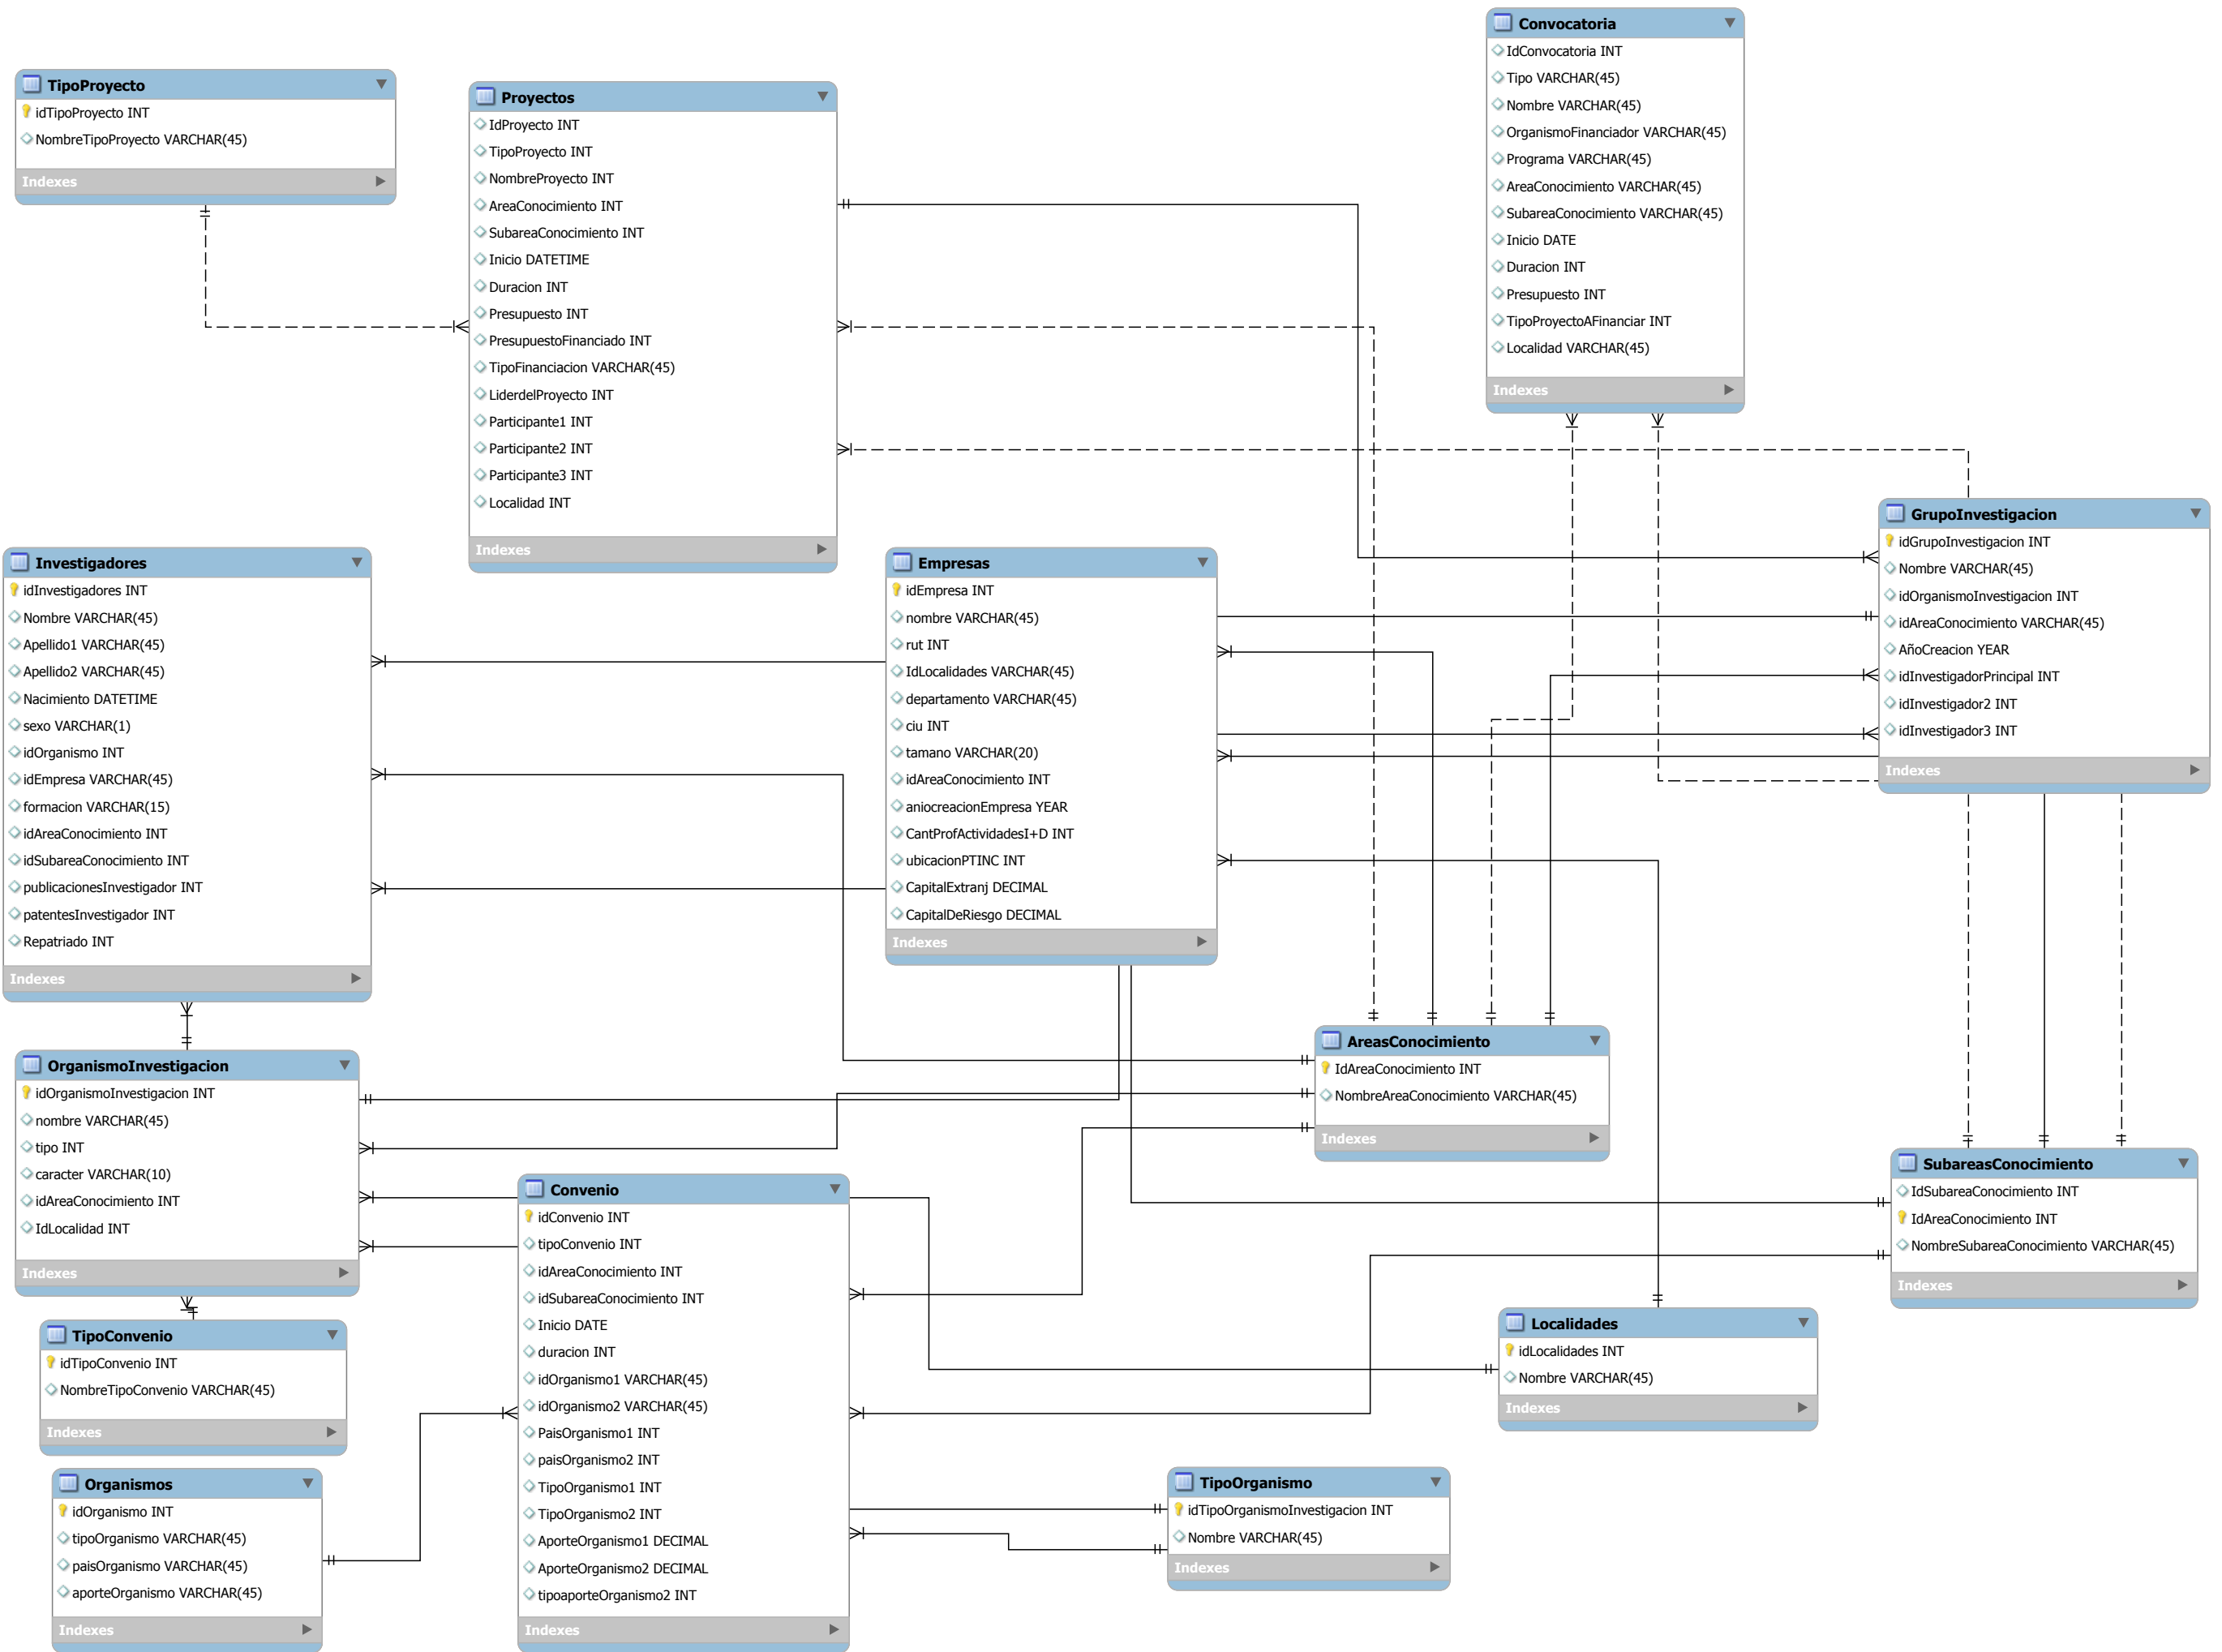 TipoProyecto
idTipoProyecto INT
NombreTipoProyecto VARCHAR(45)
Indexes
Proyectos
IdProyecto INT
TipoProyecto INT
NombreProyecto INT
AreaConocimiento INT
SubareaConocimiento INT
Inicio DATETIME
Duracion INT
Presupuesto INT
PresupuestoFinanciado INT
TipoFinanciacion VARCHAR(45)
LiderdelProyecto INT
Participante1 INT
Participante2 INT
Participante3 INT
Localidad INT
Indexes
Convocatoria
IdConvocatoria INT
Tipo VARCHAR(45)
Nombre VARCHAR(45)
OrganismoFinanciador VARCHAR(45)
Programa VARCHAR(45)
AreaConocimiento VARCHAR(45)
SubareaConocimiento VARCHAR(45)
Inicio DATE
Duracion INT
Presupuesto INT
TipoProyectoAFinanciar INT
Localidad VARCHAR(45)
Indexes
GrupoInvestigacion
idGrupoInvestigacion INT
Nombre VARCHAR(45)
idOrganismoInvestigacion INT
idAreaConocimiento VARCHAR(45)
AñoCreacion YEAR
idInvestigadorPrincipal INT
idInvestigador2 INT
idInvestigador3 INT
Indexes
Investigadores
idInvestigadores INT
Nombre VARCHAR(45)
Apellido1 VARCHAR(45)
Apellido2 VARCHAR(45)
Nacimiento DATETIME
sexo VARCHAR(1)
idOrganismo INT
idEmpresa VARCHAR(45)
formacion VARCHAR(15)
idAreaConocimiento INT
idSubareaConocimiento INT
publicacionesInvestigador INT
patentesInvestigador INT
Repatriado INT
Indexes
Empresas
idEmpresa INT
nombre VARCHAR(45)
rut INT
IdLocalidades VARCHAR(45)
departamento VARCHAR(45)
ciu INT
tamano VARCHAR(20)
idAreaConocimiento INT
aniocreacionEmpresa YEAR
CantProfActividadesI+D INT
ubicacionPTINC INT
CapitalExtranj DECIMAL
CapitalDeRiesgo DECIMAL
Indexes
OrganismoInvestigacion
idOrganismoInvestigacion INT
nombre VARCHAR(45)
tipo INT
caracter VARCHAR(10)
idAreaConocimiento INT
IdLocalidad INT
Indexes
AreasConocimiento
IdAreaConocimiento INT
NombreAreaConocimiento VARCHAR(45)
Indexes
SubareasConocimiento
IdSubareaConocimiento INT
IdAreaConocimiento INT
NombreSubareaConocimiento VARCHAR(45)
Indexes
Convenio
idConvenio INT
tipoConvenio INT
idAreaConocimiento INT
idSubareaConocimiento INT
Inicio DATE
duracion INT
idOrganismo1 VARCHAR(45)
idOrganismo2 VARCHAR(45)
PaisOrganismo1 INT
paisOrganismo2 INT
TipoOrganismo1 INT
TipoOrganismo2 INT
AporteOrganismo1 DECIMAL
AporteOrganismo2 DECIMAL
tipoaporteOrganismo2 INT
Indexes
Localidades
idLocalidades INT
Nombre VARCHAR(45)
Indexes
TipoConvenio
idTipoConvenio INT
NombreTipoConvenio VARCHAR(45)
Indexes
Organismos
idOrganismo INT
tipoOrganismo VARCHAR(45)
paisOrganismo VARCHAR(45)
aporteOrganismo VARCHAR(45)
Indexes
TipoOrganismo
idTipoOrganismoInvestigacion INT
Nombre VARCHAR(45)
Indexes